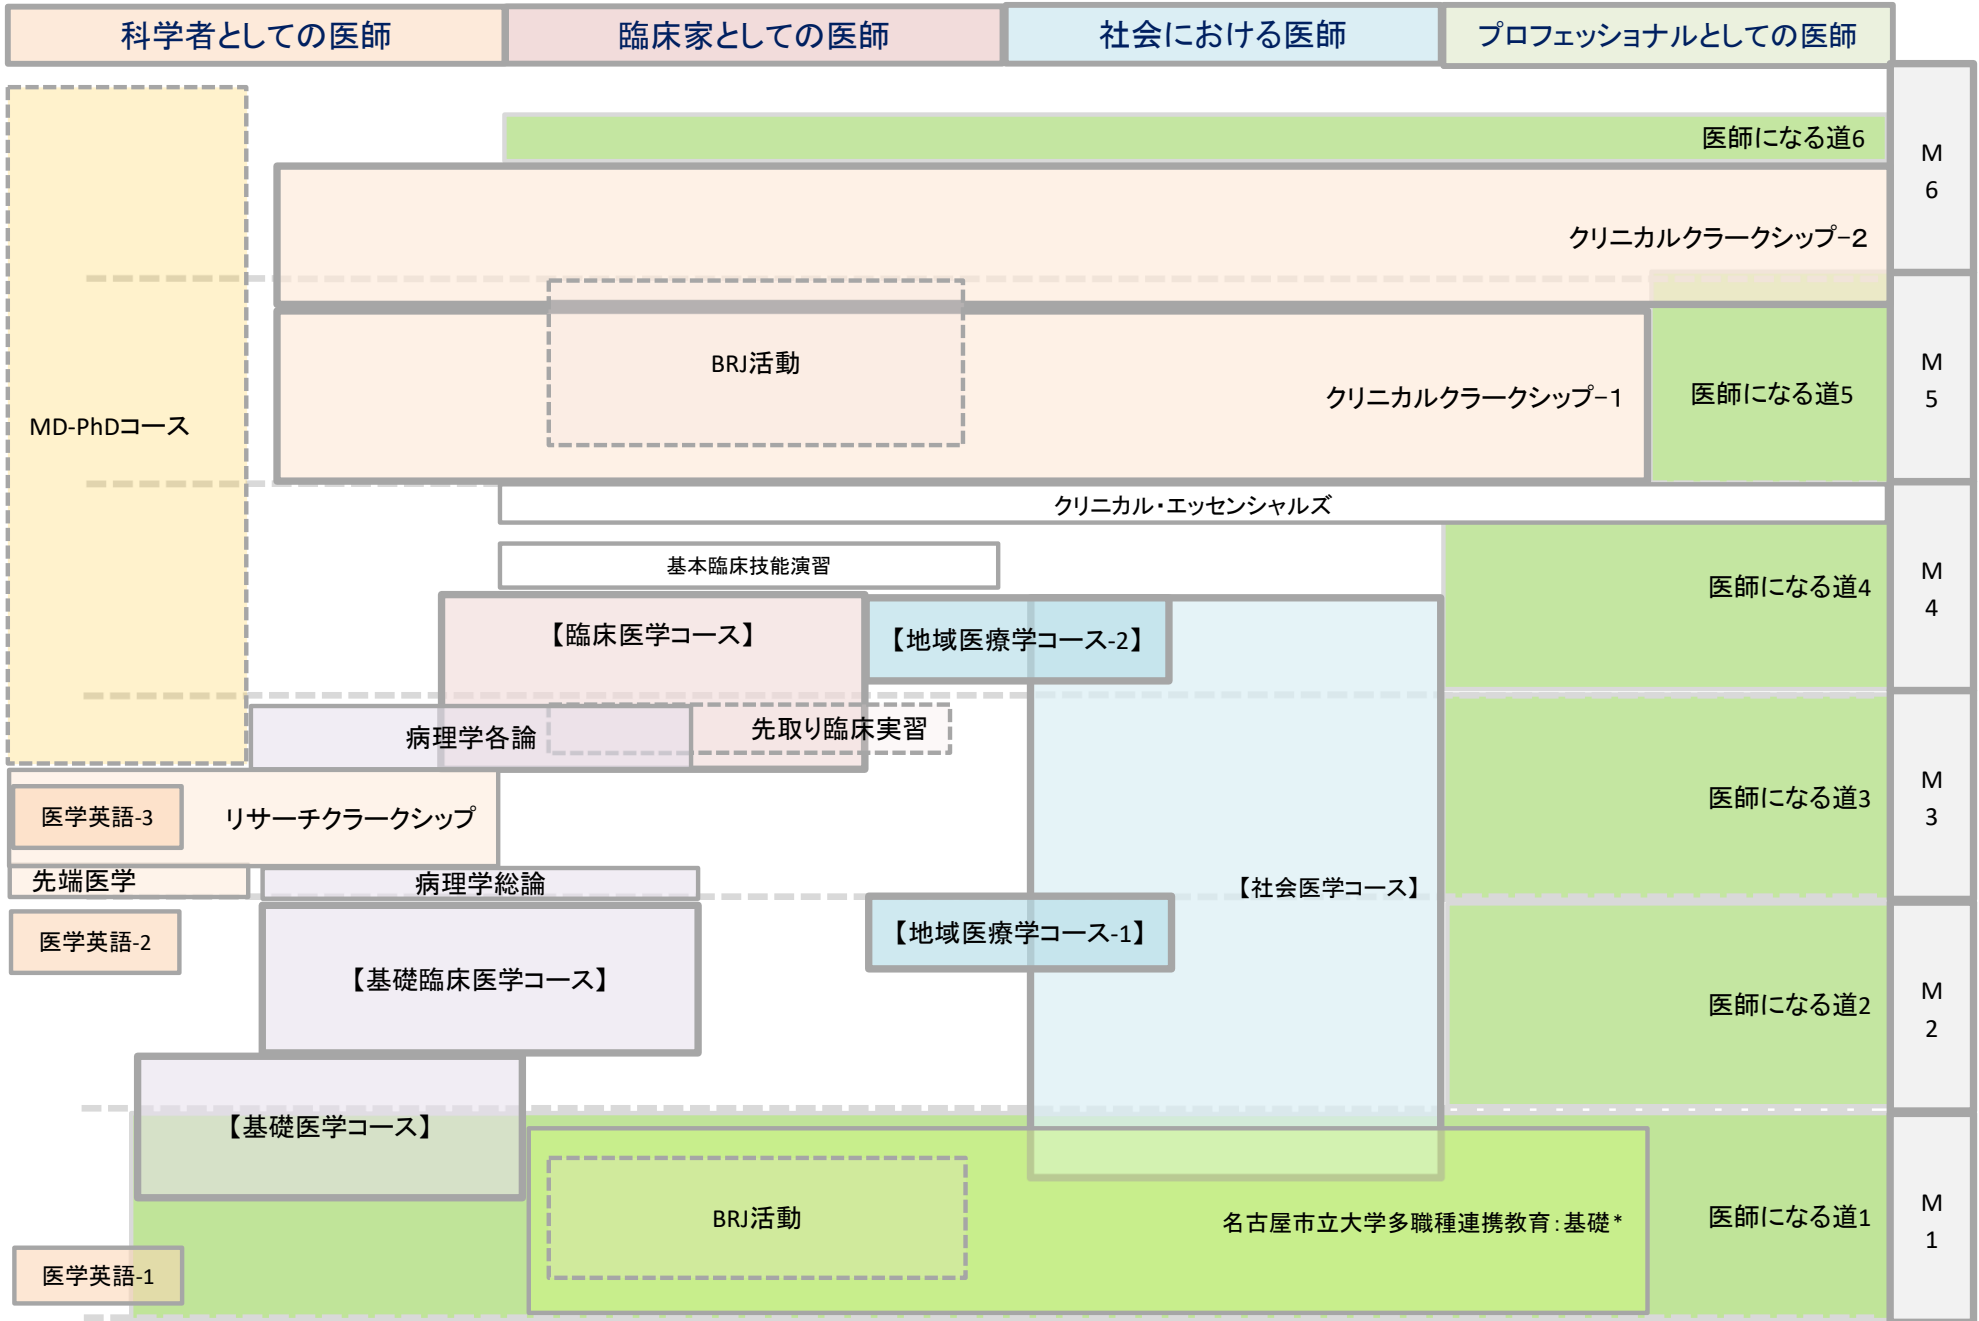 科学者としての医師
臨床家としての医師
社会における医師
プロフェッショナルとしての医師
医師になる道6
M
6
クリニカルクラークシップ-2
BRJ活動
クリニカルクラークシップ-1
医師になる道5
M
5
MD-PhDコース
クリニカル・エッセンシャルズ
基本臨床技能演習
【臨床医学コース】
【地域医療学コース-2】
医師になる道4
M
4
病理学各論
先取り臨床実習
医学英語-3
リサーチクラークシップ
医師になる道3
M
3
先端医学
病理学総論
【社会医学コース】
医学英語-2
【地域医療学コース-1】
【基礎臨床医学コース】
医師になる道2
M
2
【基礎医学コース】
BRJ活動
名古屋市立大学多職種連携教育:基礎*
医師になる道1
M
1
医学英語-1